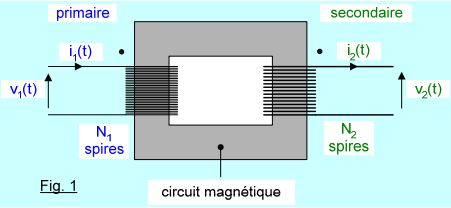 primaire
secondaire
i₁(t)
i₂(t)
v₁(t)
v₂(t)
N₁
spires
N₂
spires
Fig. 1
circuit magnétique